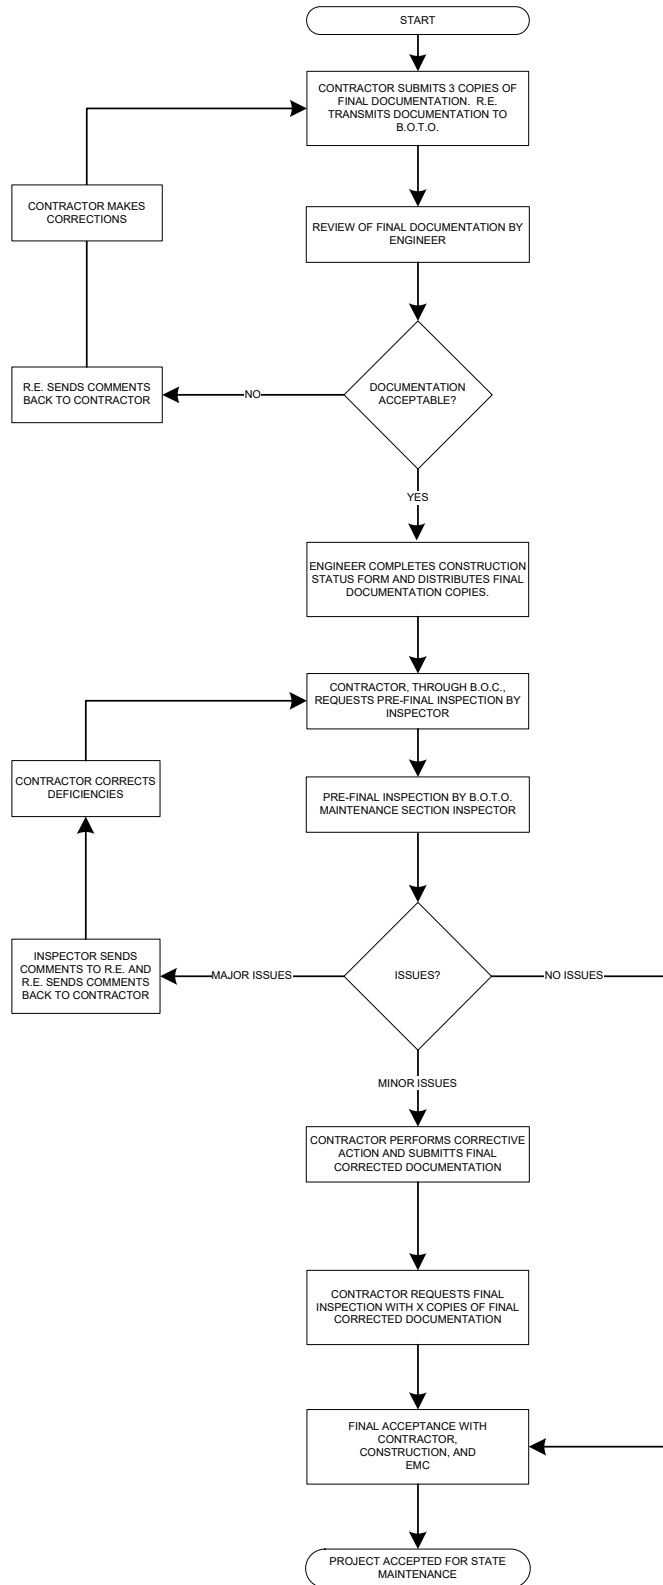 START
CONTRACTOR SUBMITS 3 COPIES OF
FINAL DOCUMENTATION. R.E.
TRANSMITS DOCUMENTATION TO
B.O.T.O.
CONTRACTOR MAKES
CORRECTIONS
REVIEW OF FINAL DOCUMENTATION BY
ENGINEER
R.E. SENDS COMMENTS
BACK TO CONTRACTOR
NO
DOCUMENTATION
ACCEPTABLE?
YES
ENGINEER COMPLETES CONSTRUCTION
STATUS FORM AND DISTRIBUTES FINAL
DOCUMENTATION COPIES.
CONTRACTOR, THROUGH B.O.C.,
REQUESTS PRE-FINAL INSPECTION BY
INSPECTOR
CONTRACTOR CORRECTS
DEFICIENCIES
PRE-FINAL INSPECTION BY B.O.T.O.
MAINTENANCE SECTION INSPECTOR
INSPECTOR SENDS
COMMENTS TO R.E. AND
R.E. SENDS COMMENTS
BACK TO CONTRACTOR
MAJOR ISSUES
ISSUES?
NO ISSUES
MINOR ISSUES
CONTRACTOR PERFORMS CORRECTIVE
ACTION AND SUBMITTS FINAL
CORRECTED DOCUMENTATION
CONTRACTOR REQUESTS FINAL
INSPECTION WITH X COPIES OF FINAL
CORRECTED DOCUMENTATION
FINAL ACCEPTANCE WITH
CONTRACTOR,
CONSTRUCTION, AND
EMC
PROJECT ACCEPTED FOR STATE
MAINTENANCE